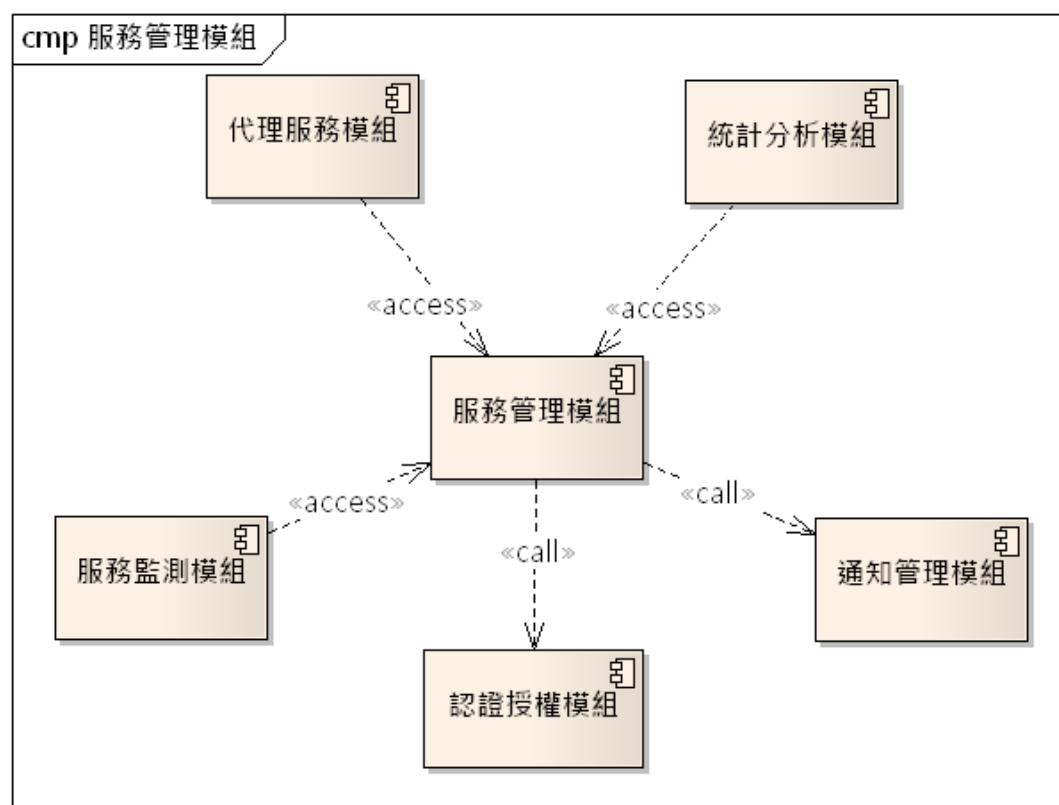 cmp 服務管理模組
代理服務模組
統計分析模組
«access»
«access»
服務管理模組
«access»
«call»
«call»
服務監測模組
通知管理模組
認證授權模組